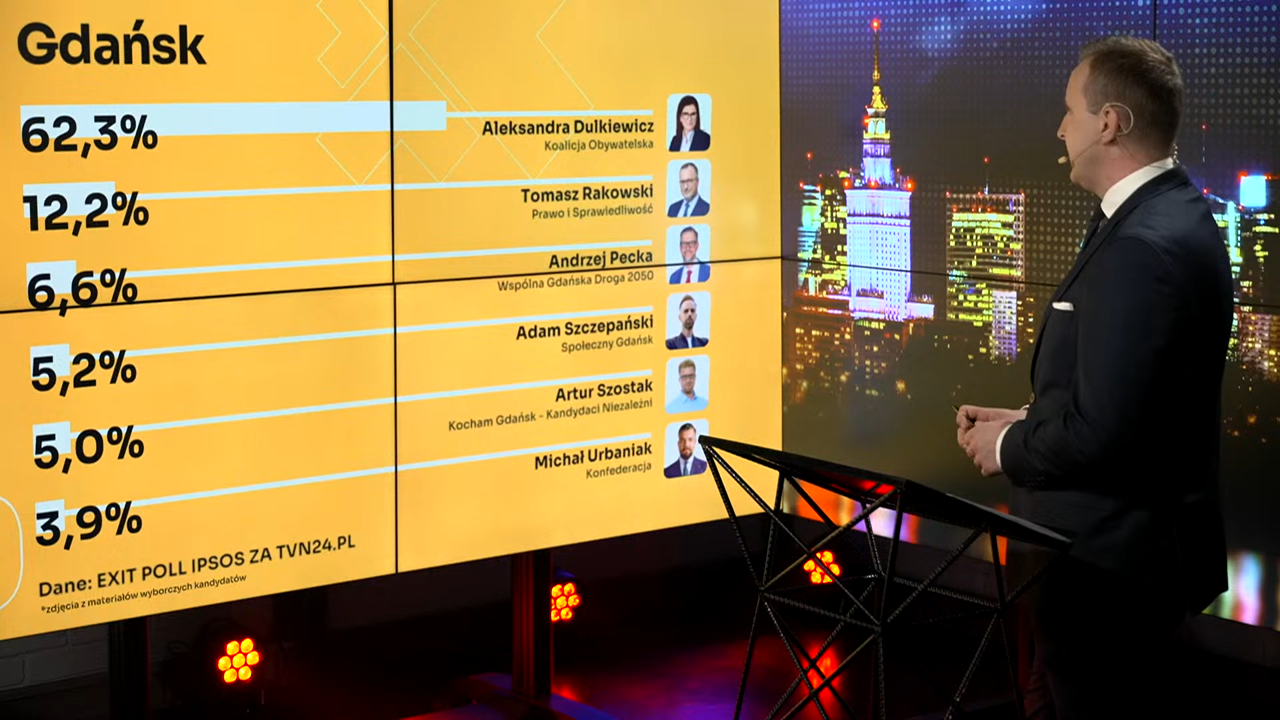 Gdańsk
62,3%
Aleksandra Dulkiewicz
Koalicja Obywatelska
12,2%
Tomasz Rakowski
Prawo i Sprawiedliwość
6,6%
Andrzej Pecka
Wspólna Gdańska Droga 2050
5,2%
Adam Szczepański
Społeczny Gdańsk
5,0%
Artur Szostak
Kocham Gdańsk - Kandydaci Niezależni
3,9%
Michał Urbaniak
Konfederacja
Dane: EXIT POLL IPSOS ZA TVN24.PL
*zdjęcia z materiałów wyborczych kandydatów